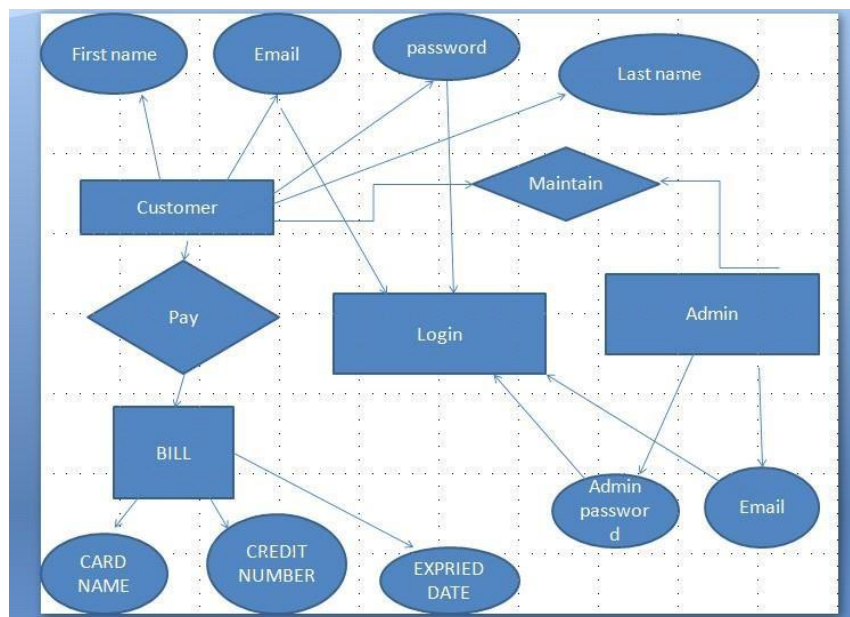 First name
Email
password
Last name
Customer
Maintain
Pay
Login
Admin
BILL
Admin
passwor
d
Email
CARD
NAME
CREDIT
NUMBER
EXPRIED
DATE